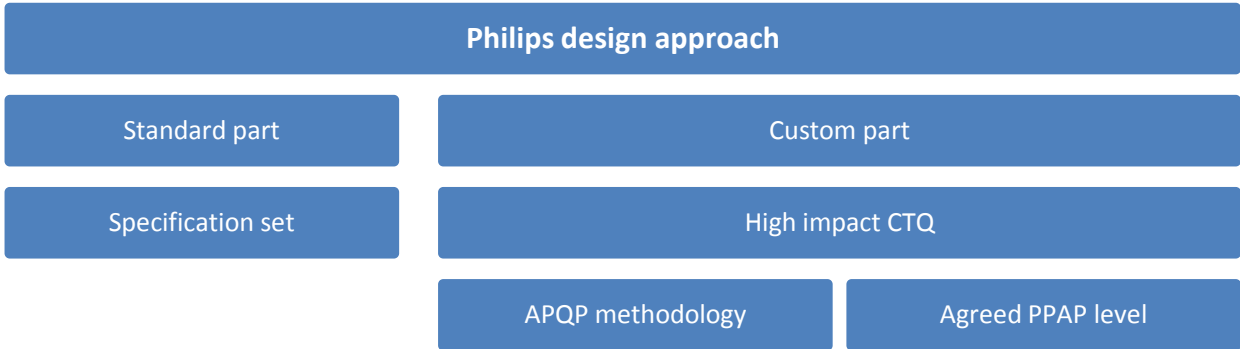 Philips design approach
Standard part
Custom part
Specification set
High impact CTQ
APQP methodology
Agreed PPAP level